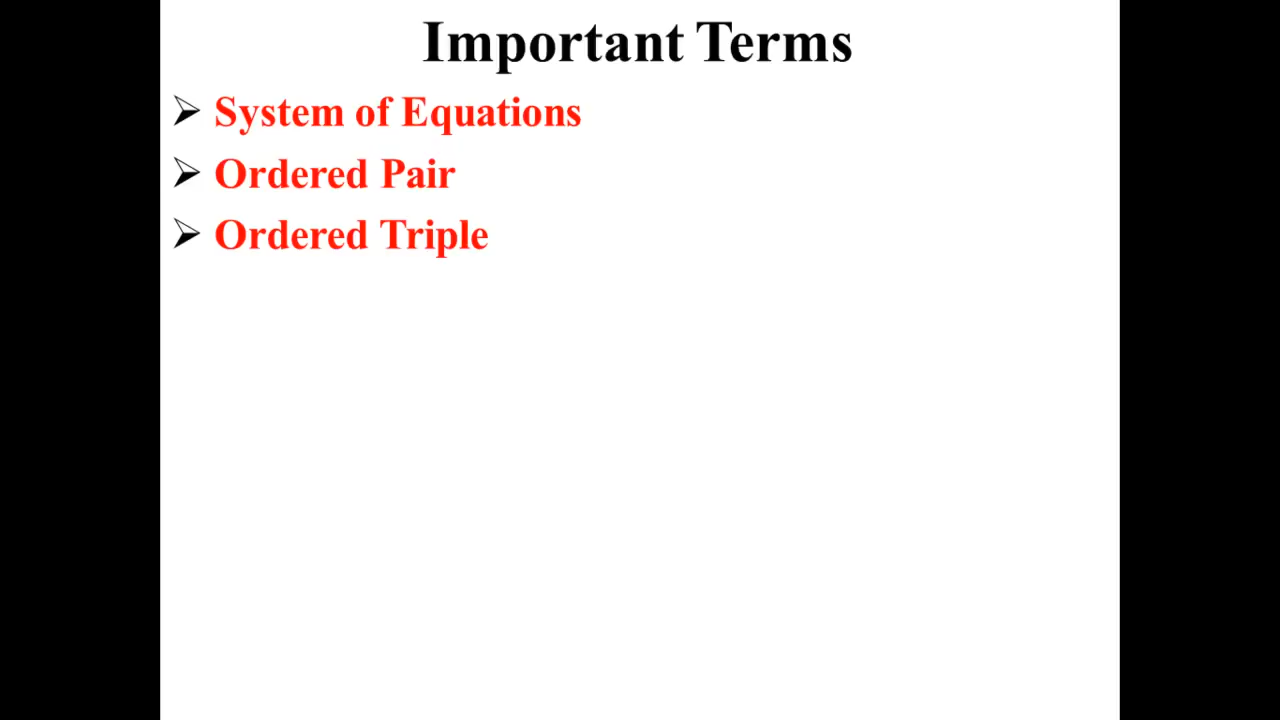 Important Terms
➢ System of Equations
➢ Ordered Pair
➢ Ordered Triple